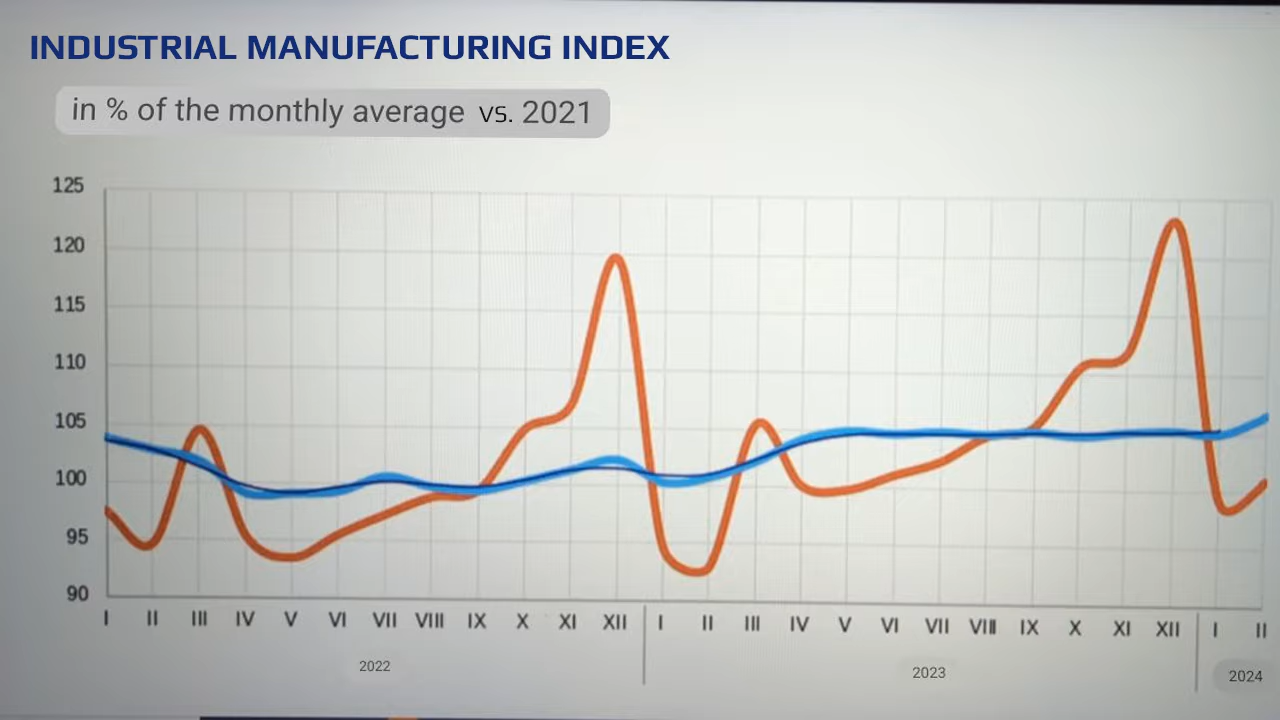 INDUSTRIAL MANUFACTURING INDEX
in % of the monthly average vs. 2021
125
120
115
110
105
100
95
90
I II III IV V VI VII VIII IX X XI XII I II III IV V VI VII VIII IX X XI XII I II
2022 2023 2024